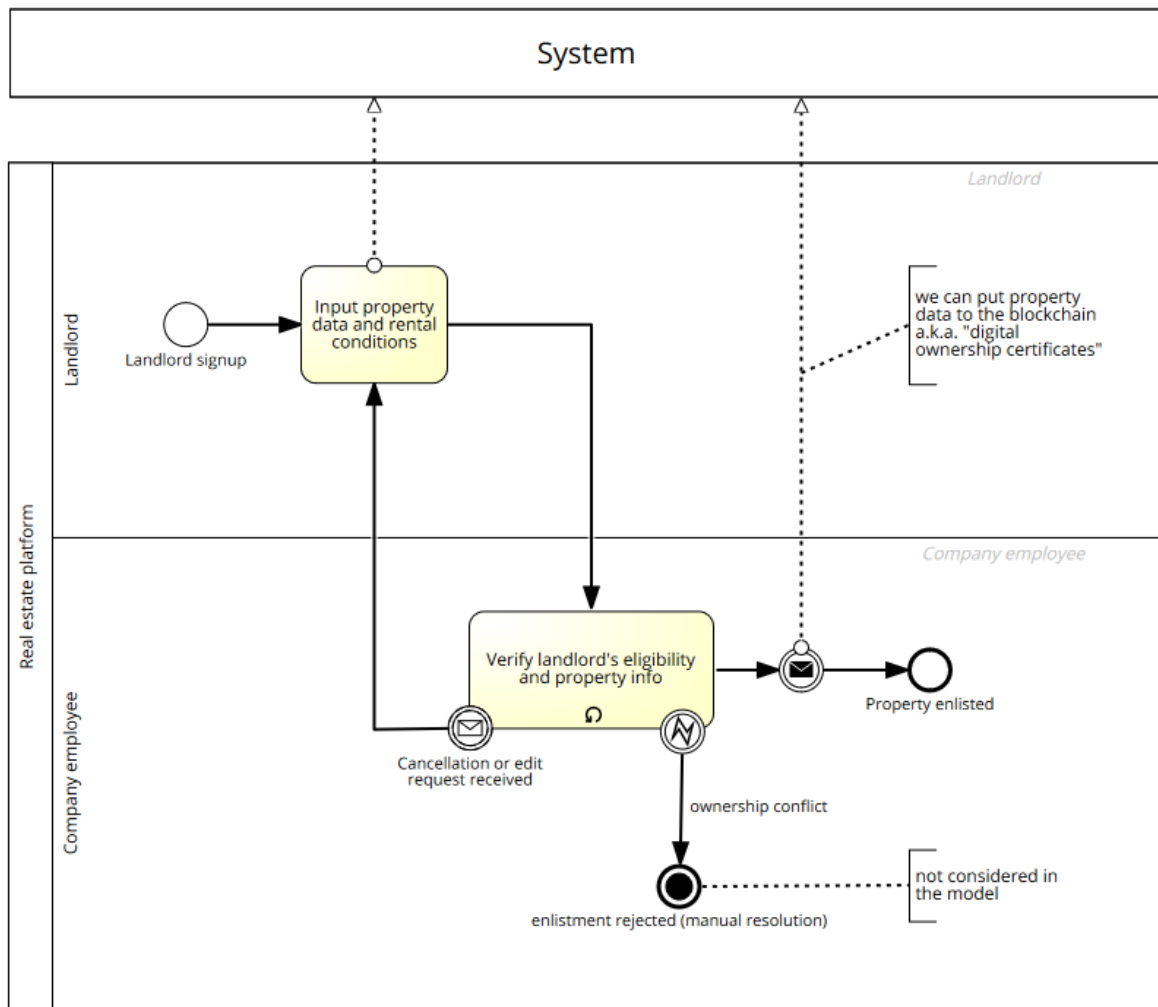 System
Real estate platform
Landlord
Landlord
Landlord signup
Input property
data and rental
conditions
we can put property
data to the blockchain
a.k.a. "digital
ownership certificates"
Company employee
Company employee
Verify landlord's eligibility
and property info
Cancellation or edit
request received
Property enlisted
ownership conflict
enlistment rejected (manual resolution)
not considered in
the model